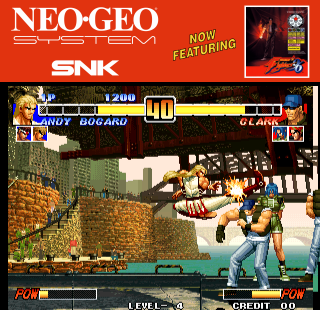 NEO·GEO
SYSTEM
SNK
NOW
FEATURING
1P 1200
40
ANDY BOGARD
CLARK
POW
POW
LEVEL- 4
CREDIT 00